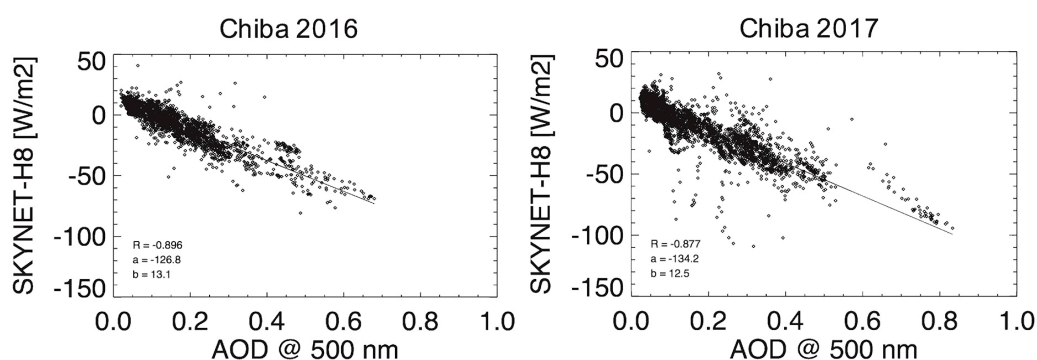 Chiba 2016
SKYNET-H8 [W/m2]
50
0
-50
-100
-150
R = -0.896
a = -126.8
b = 13.1
0.0 0.2 0.4 0.6 0.8 1.0
AOD @ 500 nm
Chiba 2017
SKYNET-H8 [W/m2]
50
0
-50
-100
-150
R = -0.877
a = -134.2
b = 12.5
0.0 0.2 0.4 0.6 0.8 1.0
AOD @ 500 nm